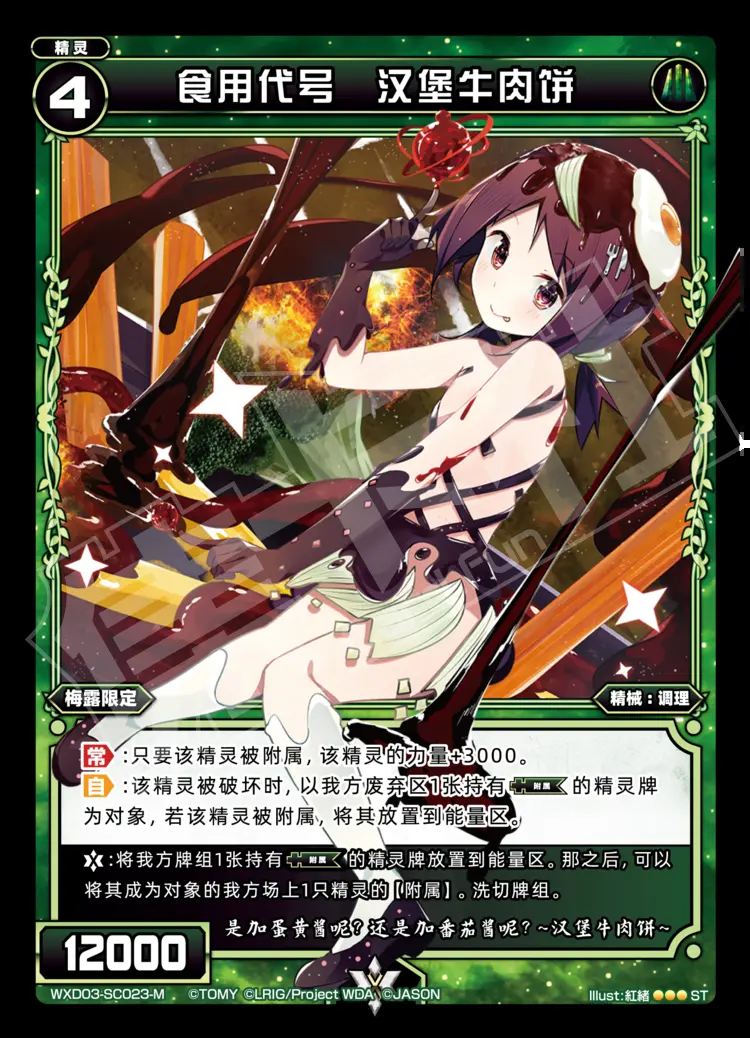 精灵
4
食用代号 汉堡牛肉饼
梅露限定
精械:调理
常:只要该精灵被附属,该精灵的力量+3000。
自:该精灵被破坏时,以我方废弃区1张持有附属的精灵牌
为对象,若该精灵被附属,将其放置到能量区。
:将我方牌组1张持有附属的精灵牌放置到能量区。那之后,可以
将其成为对象的我方场上1只精灵的【附属】。洗切牌组。
是加蛋黄酱呢?还是加番茄酱呢?~汉堡牛肉饼~
12000
WXD03-SC023-M ©TOMY ©LRIG/Project WDA ©JASON
Illust:紅緒 ST